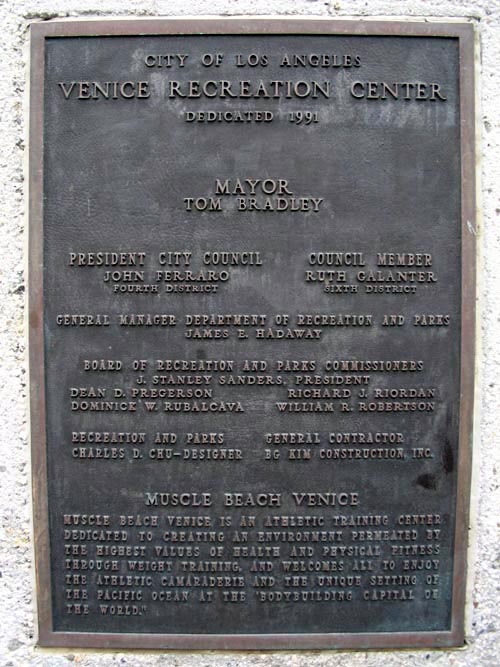 CITY OF LOS ANGELES
VENICE RECREATION CENTER
DEDICATED 1991
MAYOR
TOM BRADLEY
PRESIDENT CITY COUNCIL
JOHN FERRARO
FOURTH DISTRICT
COUNCIL MEMBER
RUTH GALANTER
SIXTH DISTRICT
GENERAL MANAGER DEPARTMENT OF RECREATION AND PARKS
JAMES E. HADAWAY
BOARD OF RECREATION AND PARKS COMMISSIONERS
J. STANLEY SANDERS, PRESIDENT
DEAN D. PREGERSON RICHARD J. RIORDAN
DOMINICK W. RUBALCAVA WILLIAM R. ROBERTSON
RECREATION AND PARKS
CHARLES D. CHU-DESIGNER
GENERAL CONTRACTOR
BG KIM CONSTRUCTION, INC.
MUSCLE BEACH VENICE
MUSCLE BEACH VENICE IS AN ATHLETIC TRAINING CENTER
DEDICATED TO CREATING AN ENVIRONMENT PERMEATED BY
THE HIGHEST VALUES OF HEALTH AND PHYSICAL FITNESS
THROUGH WEIGHT TRAINING, AND WELCOMES ALL TO ENJOY
THE ATHLETIC CAMARADERIE AND THE UNIQUE SETTING OF
THE PACIFIC OCEAN AT THE "BODYBUILDING CAPITAL OF
THE WORLD."